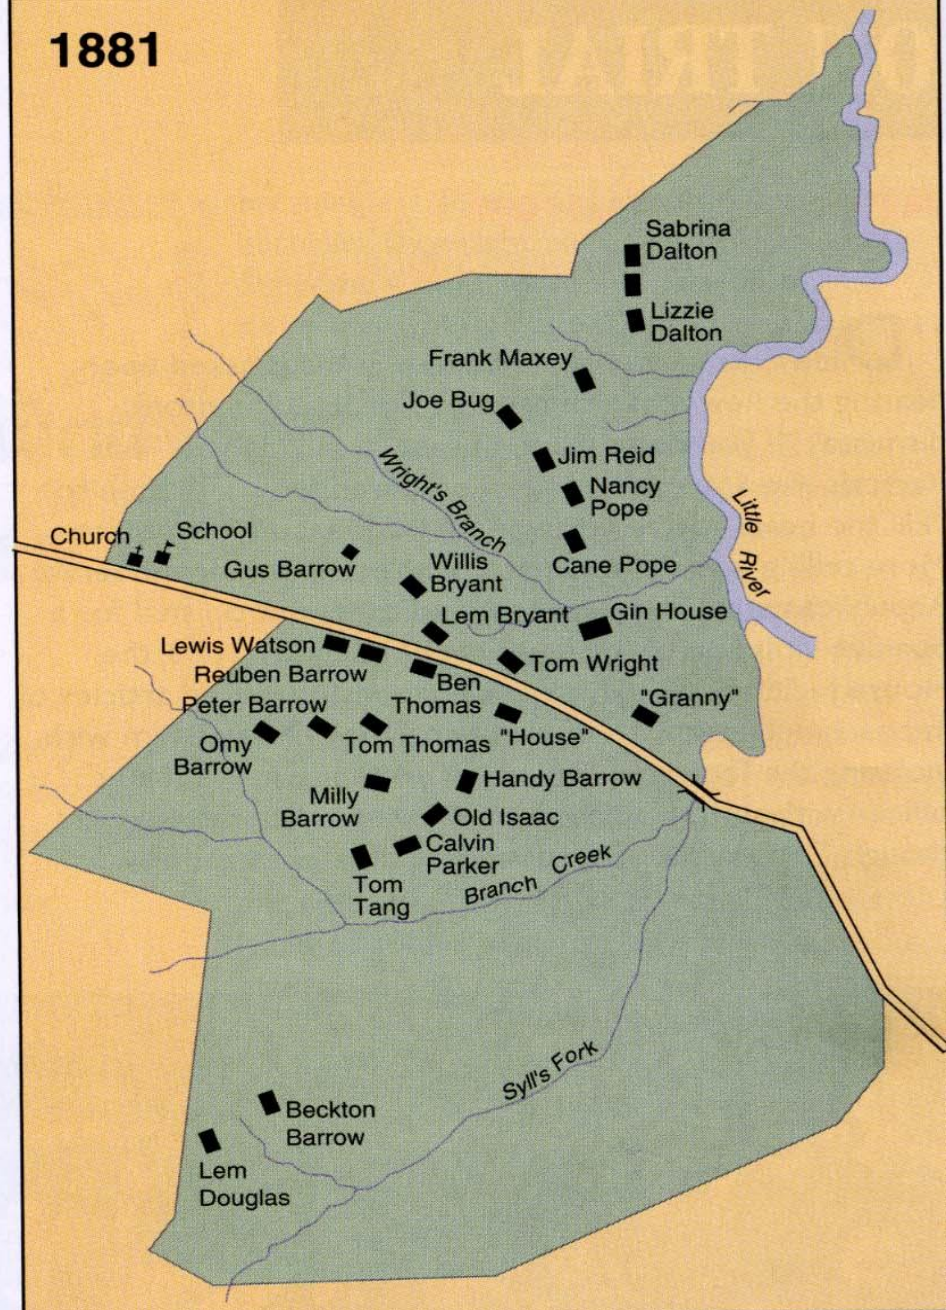 1881
Sabrina
Dalton
Lizzie
Dalton
Frank Maxey
Joe Bug
Jim Reid
Wright's Branch
Nancy
Pope
Little River
Church
School
Cane Pope
Gus Barrow
Willis
Bryant
Lem Bryant
Gin House
Lewis Watson
Tom Wright
Reuben Barrow
Ben
Thomas
"Granny"
Peter Barrow
"House"
Omy
Barrow
Tom Thomas
Handy Barrow
Milly
Barrow
Old Isaac
Calvin
Parker
Tom
Tang
Branch Creek
Syll's Fork
Beckton
Barrow
Lem
Douglas